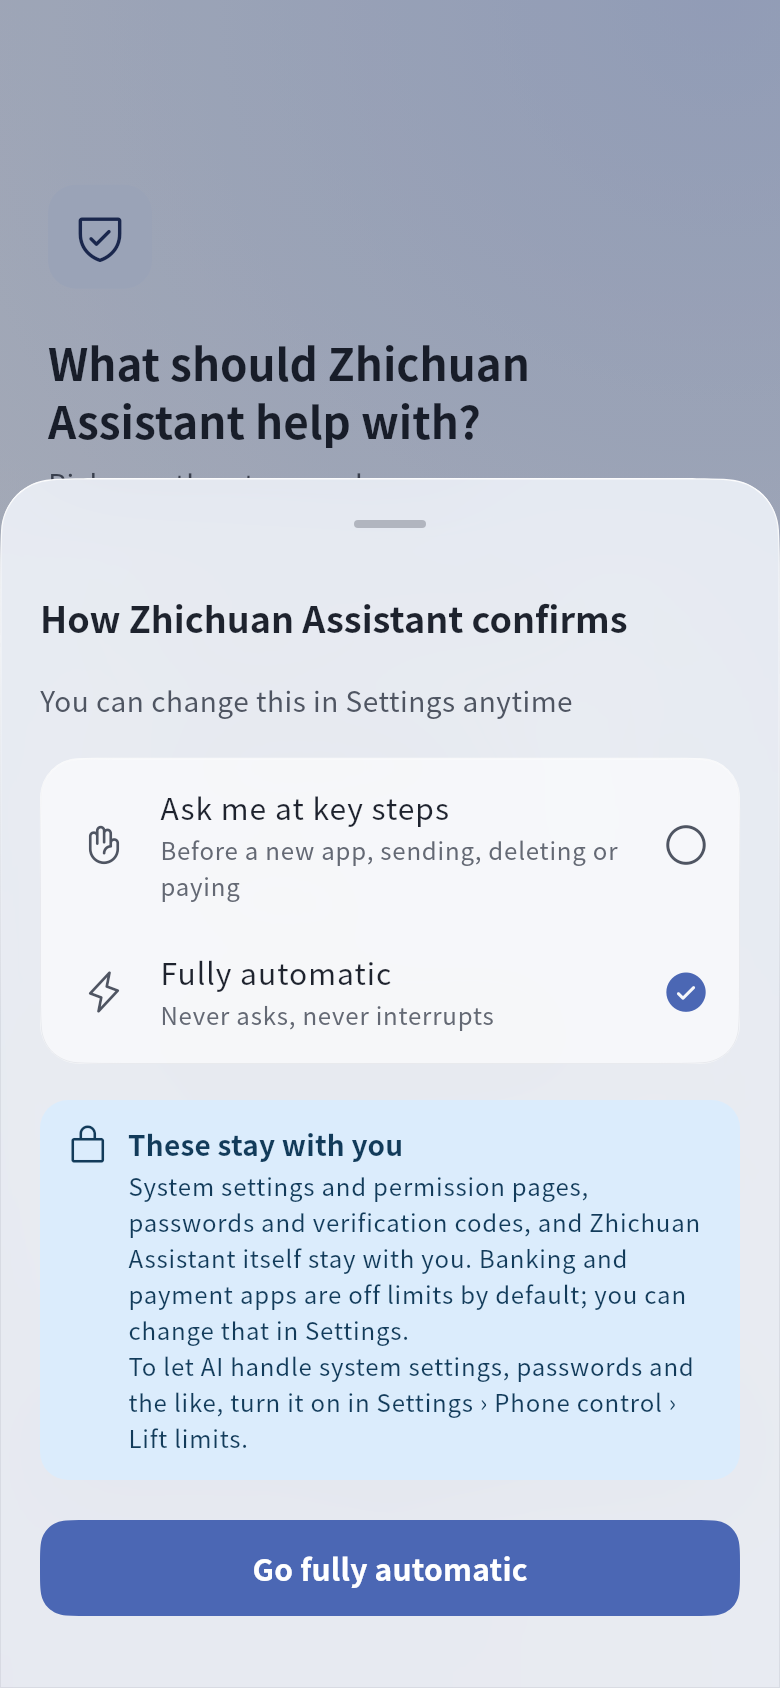 What should Zhichuan
Assistant help with?
How Zhichuan Assistant confirms
You can change this in Settings anytime
Ask me at key steps
Before a new app, sending, deleting or
paying
Fully automatic
Never asks, never interrupts
These stay with you
System settings and permission pages,
passwords and verification codes, and Zhichuan
Assistant itself stay with you. Banking and
payment apps are off limits by default; you can
change that in Settings.
To let AI handle system settings, passwords and
the like, turn it on in Settings › Phone control ›
Lift limits.
Go fully automatic